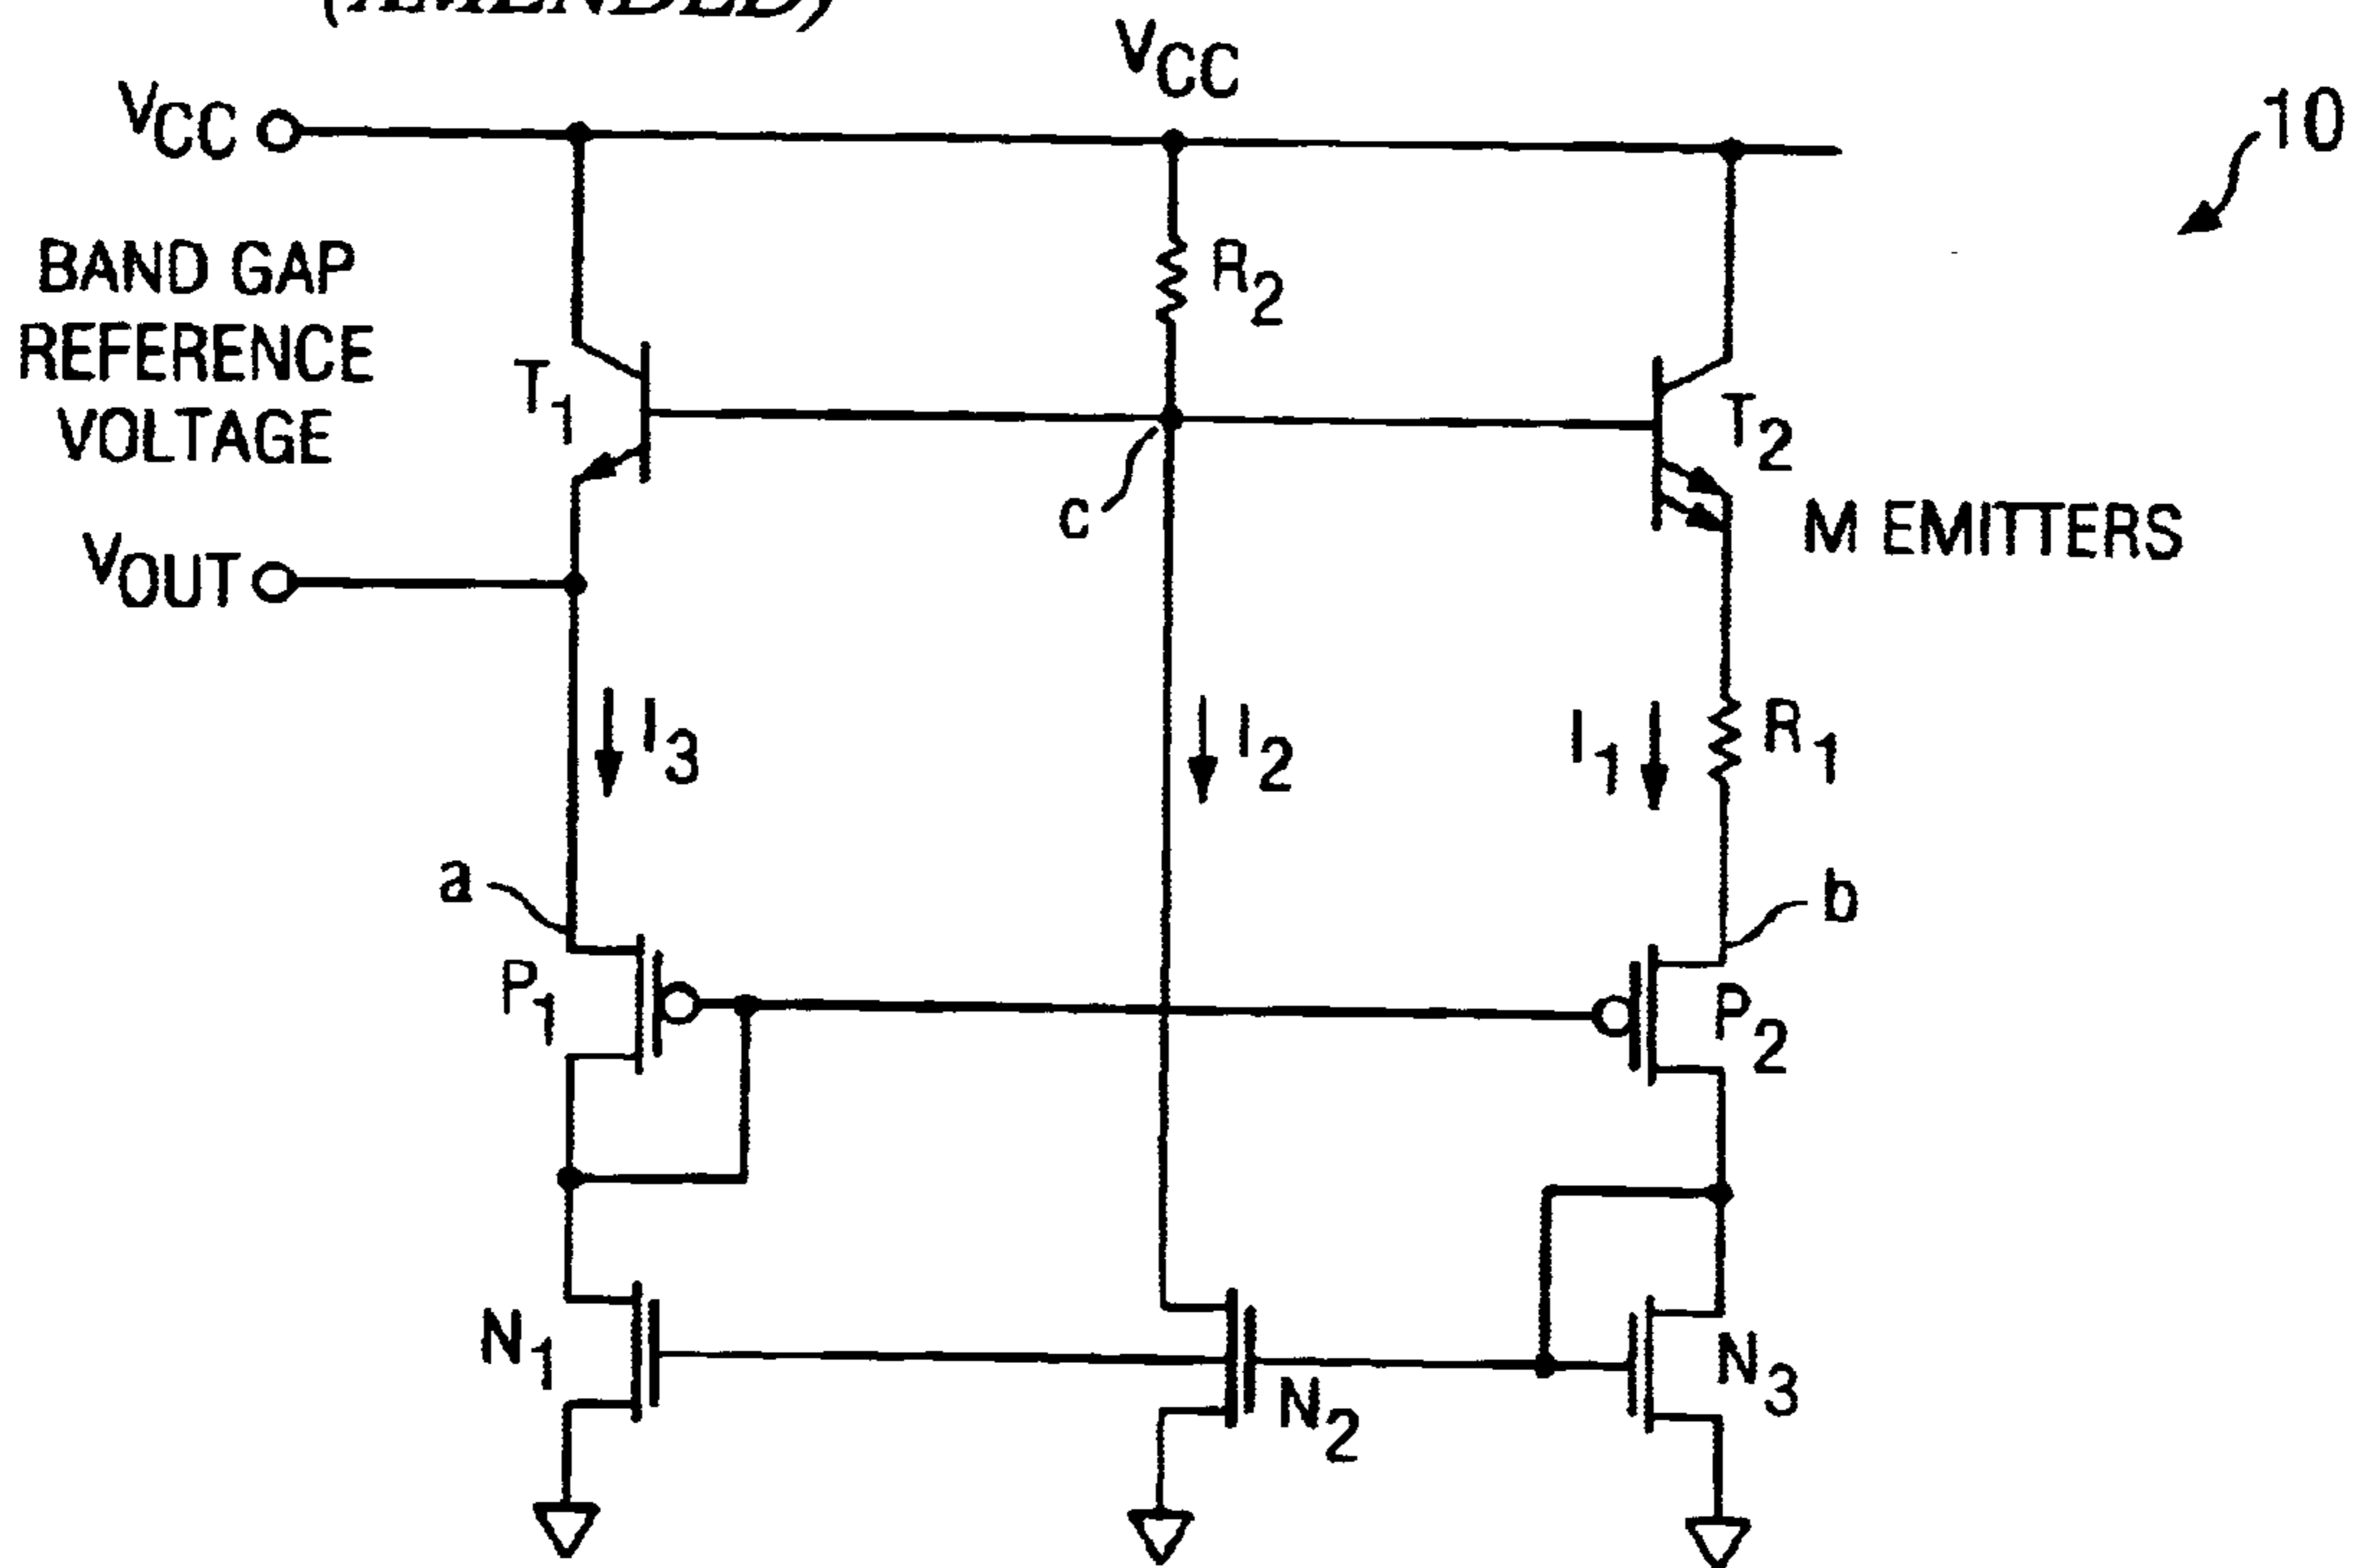 (AMENDED)
VCC
VCC
10
BAND GAP
REFERENCE
VOLTAGE
R2
T1
T2
c
M EMITTERS
VOUT
I3
I2
I1
R1
a
b
P1
P2
N1
N2
N3